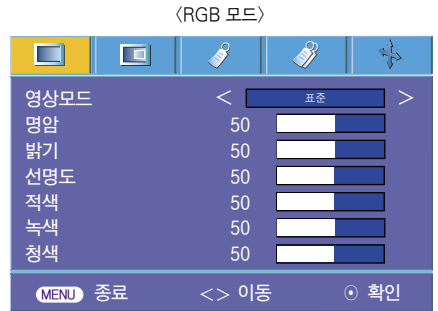 〈RGB 모드〉
영상모드 < 표준 >
명암 50
밝기 50
선명도 50
적색 50
녹색 50
청색 50
MENU 종료 <> 이동 ⊙ 확인